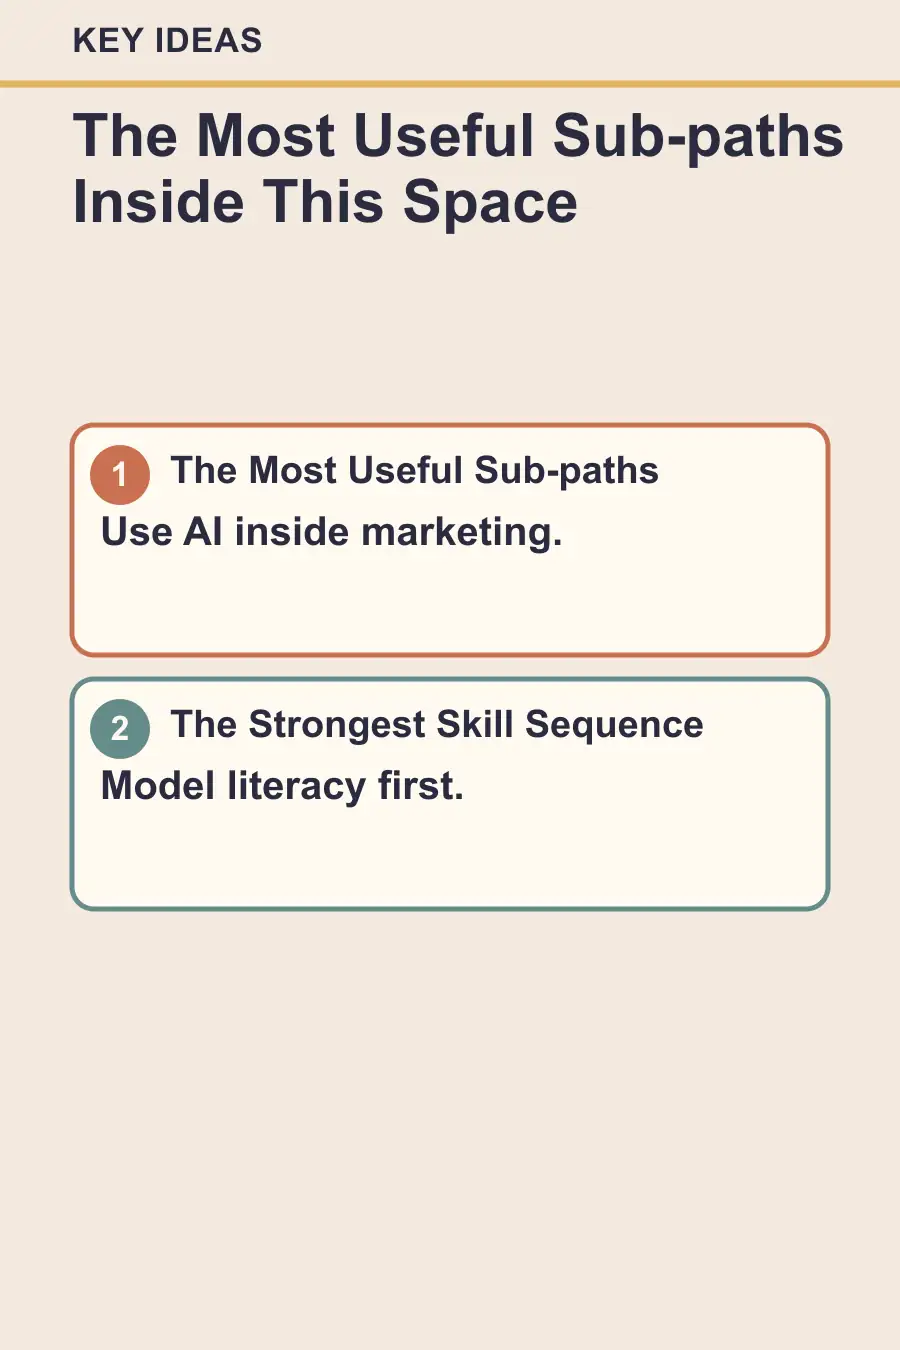 KEY IDEAS
The Most Useful Sub-paths
Inside This Space
1 The Most Useful Sub-paths
Use AI inside marketing.
2 The Strongest Skill Sequence
Model literacy first.